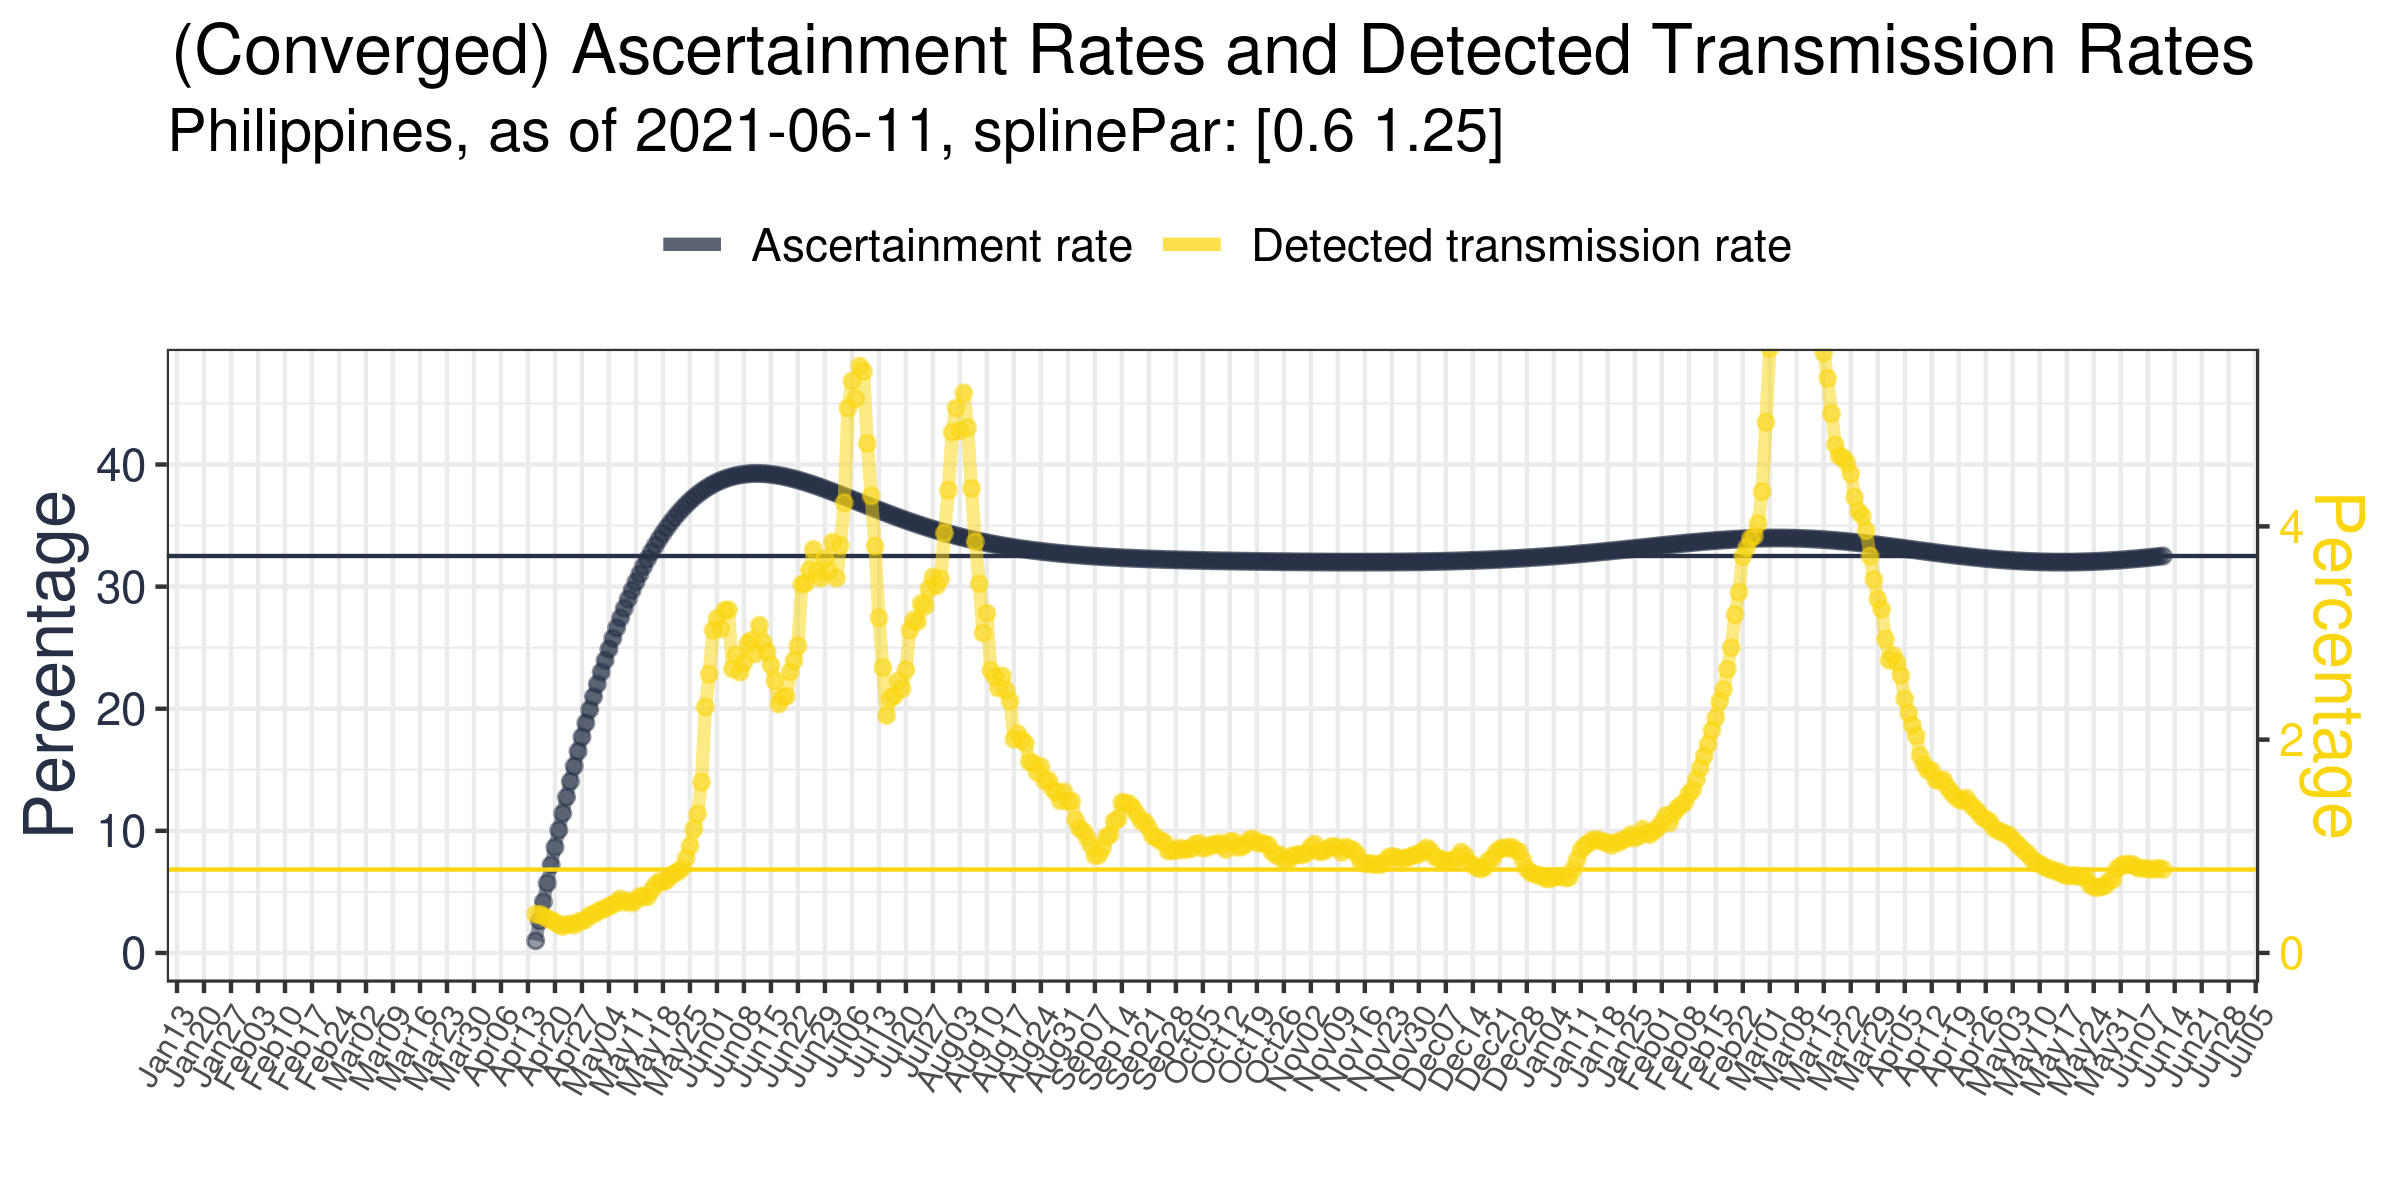 (Converged) Ascertainment Rates and Detected Transmission Rates
Philippines, as of 2021-06-11, splinePar: [0.6 1.25]
Ascertainment rate Detected transmission rate
Percentage
40
30
20
10
0
4
2
0
Percentage
Jan13 Jan20 Jan27 Feb03 Feb10 Feb17 Feb24 Mar02 Mar09 Mar16 Mar23 Mar30 Apr06 Apr13 Apr20 Apr27 May04 May11 May18 May25 Jun01 Jun08 Jun15 Jun22 Jun29 Jul06 Jul13 Jul20 Jul27 Aug03 Aug10 Aug17 Aug24 Aug31 Sep07 Sep14 Sep21 Sep28 Oct05 Oct12 Oct19 Oct26 Nov02 Nov09 Nov16 Nov23 Nov30 Dec07 Dec14 Dec21 Dec28 Jan04 Jan11 Jan18 Jan25 Feb01 Feb08 Feb15 Feb22 Mar01 Mar08 Mar15 Mar22 Mar29 Apr05 Apr12 Apr19 Apr26 May03 May10 May17 May24 May31 Jun07 Jun14 Jun21 Jun28 Jul05